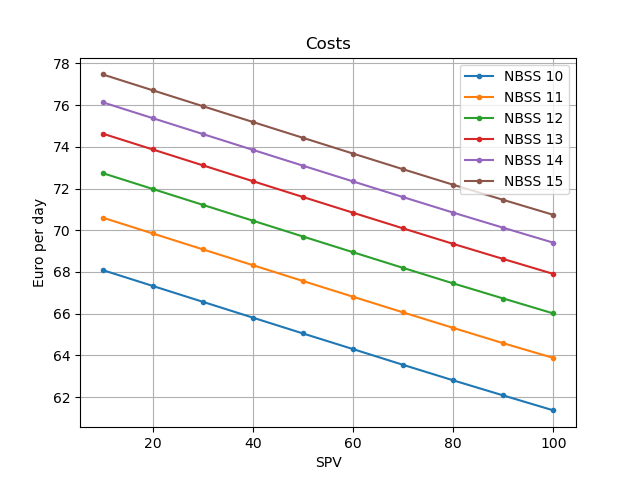 Costs
Euro per day
78
76
74
72
70
68
66
64
62
20
40
60
80
100
SPV
NBSS 10
NBSS 11
NBSS 12
NBSS 13
NBSS 14
NBSS 15